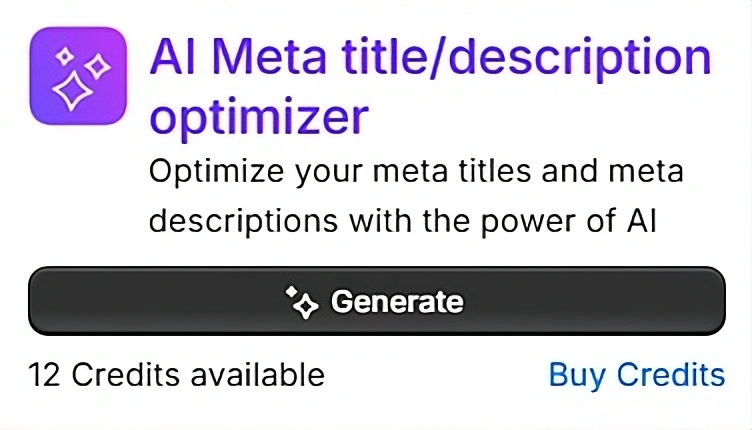 AI Meta title/description
optimizer
Optimize your meta titles and meta
descriptions with the power of AI
Generate
12 Credits available
Buy Credits